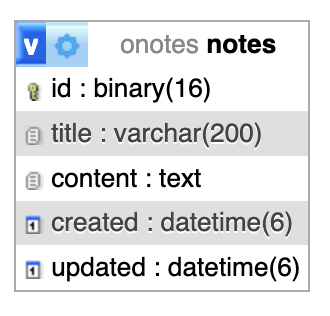 v onotes notes
id : binary(16)
title : varchar(200)
content : text
created : datetime(6)
updated : datetime(6)